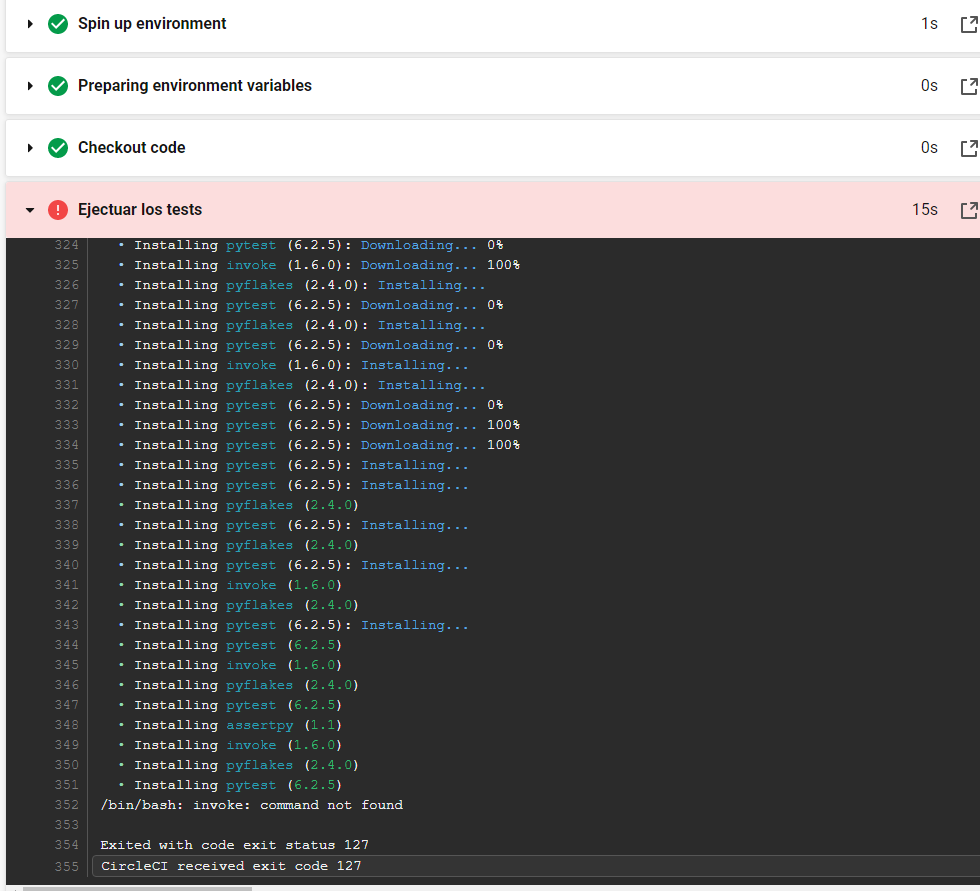 Spin up environment 1s
Preparing environment variables 0s
Checkout code 0s
Ejectuar los tests 15s
324 • Installing pytest (6.2.5): Downloading... 0%
325 • Installing invoke (1.6.0): Downloading... 100%
326 • Installing pyflakes (2.4.0): Installing...
327 • Installing pytest (6.2.5): Downloading... 0%
328 • Installing pyflakes (2.4.0): Installing...
329 • Installing pytest (6.2.5): Downloading... 0%
330 • Installing invoke (1.6.0): Installing...
331 • Installing pyflakes (2.4.0): Installing...
332 • Installing pytest (6.2.5): Downloading... 0%
333 • Installing pytest (6.2.5): Downloading... 100%
334 • Installing pytest (6.2.5): Downloading... 100%
335 • Installing pytest (6.2.5): Installing...
336 • Installing pytest (6.2.5): Installing...
337 • Installing pyflakes (2.4.0)
338 • Installing pytest (6.2.5): Installing...
339 • Installing pyflakes (2.4.0)
340 • Installing pytest (6.2.5): Installing...
341 • Installing invoke (1.6.0)
342 • Installing pyflakes (2.4.0)
343 • Installing pytest (6.2.5): Installing...
344 • Installing pytest (6.2.5)
345 • Installing invoke (1.6.0)
346 • Installing pyflakes (2.4.0)
347 • Installing pytest (6.2.5)
348 • Installing assertpy (1.1)
349 • Installing invoke (1.6.0)
350 • Installing pyflakes (2.4.0)
351 • Installing pytest (6.2.5)
352 /bin/bash: invoke: command not found
353
354 Exited with code exit status 127
355 CircleCI received exit code 127